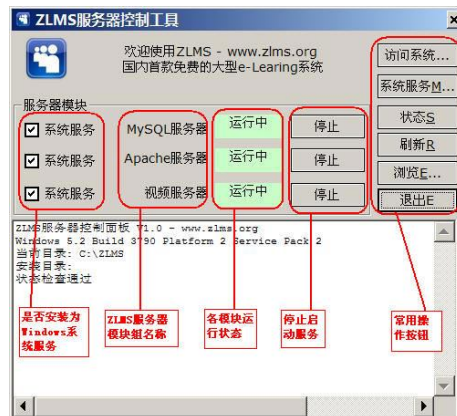 ZLMS服务器控制工具
欢迎使用ZLMS - www.zlms.org
国内首款免费的大型e-Learing系统
访问系统...
系统服务M...
状态S
刷新R
浏览E...
退出E
服务器模块
系统服务 MySQL服务器 运行中 停止
系统服务 Apache服务器 运行中 停止
系统服务 视频服务器 运行中 停止
ZLMS服务器控制面板 V1.0 - www.zlms.org
Windows 5.2 Build 3790 Platform 2 Service Pack 2
当前目录: C:\ZLMS
安装目录:
状态检查通过
是否安装为
Windows系
统服务
ZLMS服务器
模块组名称
各模块运
行状态
停止启
动服务
常用操
作按钮